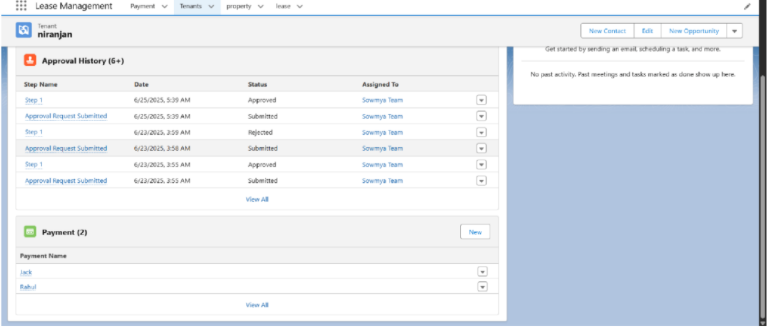 Lease Management Payment Tenants property lease
Tenant
niranjan
New Contact Edit New Opportunity
Get started by sending an email, scheduling a task, and more.
No past activity. Past meetings and tasks marked as done show up here.
Approval History (6+)
Step Name Date Status Assigned To
Step 1 6/25/2025, 5:39 AM Approved Sowmya Team
Approval Request Submitted 6/25/2025, 5:39 AM Submitted Sowmya Team
Step 1 6/23/2025, 3:59 AM Rejected Sowmya Team
Approval Request Submitted 6/23/2025, 3:58 AM Submitted Sowmya Team
Step 1 6/23/2025, 3:55 AM Approved Sowmya Team
Approval Request Submitted 6/23/2025, 3:55 AM Submitted Sowmya Team
View All
Payment (2)
New
Payment Name
Jack
Rahul
View All